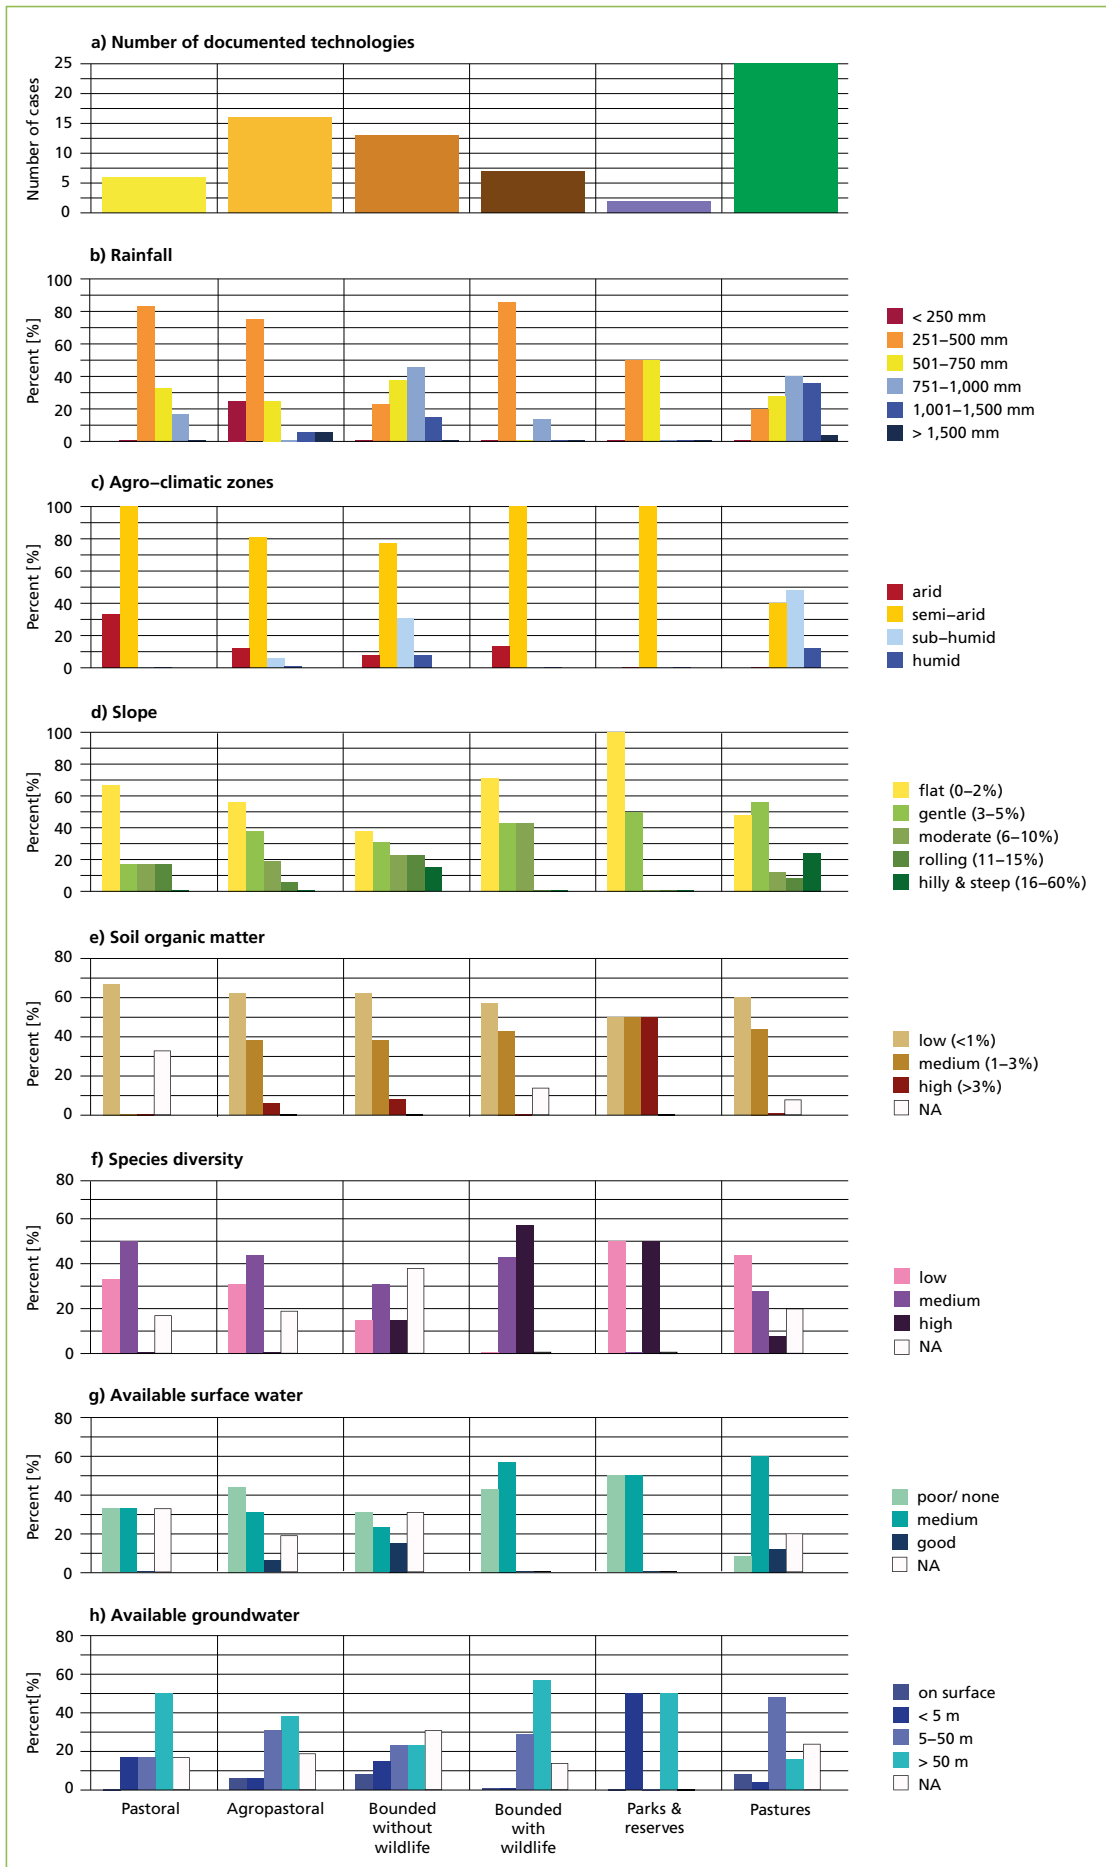 a) Number of documented technologies
Number of cases
25
20
15
10
5
0
b) Rainfall
Percent [%]
100
80
60
40
20
0
< 250 mm
251–500 mm
501–750 mm
751–1,000 mm
1,001–1,500 mm
> 1,500 mm
c) Agro–climatic zones
Percent [%]
100
80
60
40
20
0
arid
semi–arid
sub–humid
humid
d) Slope
Percent[%]
100
80
60
40
20
0
flat (0–2%)
gentle (3–5%)
moderate (6–10%)
rolling (11–15%)
hilly & steep (16–60%)
e) Soil organic matter
Percent [%]
80
60
40
20
0
low (<1%)
medium (1–3%)
high (>3%)
NA
f) Species diversity
Percent [%]
80
60
40
20
0
low
medium
high
NA
g) Available surface water
Percent [%]
80
60
40
20
0
poor/ none
medium
good
NA
h) Available groundwater
Percent[%]
80
60
40
20
0
on surface
< 5 m
5–50 m
> 50 m
NA
Pastoral
Agropastoral
Bounded
without
wildlife
Bounded
with
wildlife
Parks &
reserves
Pastures